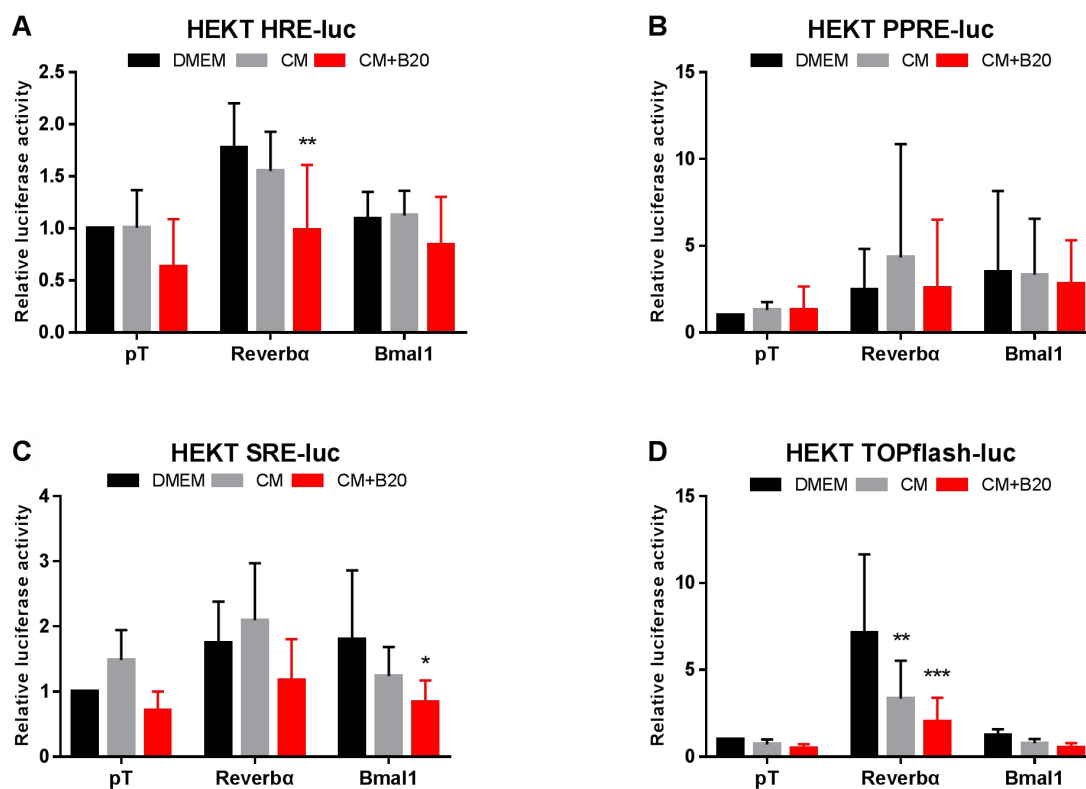 A
HEKT HRE-luc
DMEM CM CM+B20
Relative luciferase activity
2.5
2.0
1.5
1.0
0.5
0.0
**
pT Reverbα Bmal1
B
HEKT PPRE-luc
DMEM CM CM+B20
Relative luciferase activity
15
10
5
0
pT Reverbα Bmal1
C
HEKT SRE-luc
DMEM CM CM+B20
Relative luciferase activity
4
3
2
1
0
*
pT Reverbα Bmal1
D
HEKT TOPflash-luc
DMEM CM CM+B20
Relative luciferase activity
15
10
5
0
**
***
pT Reverbα Bmal1